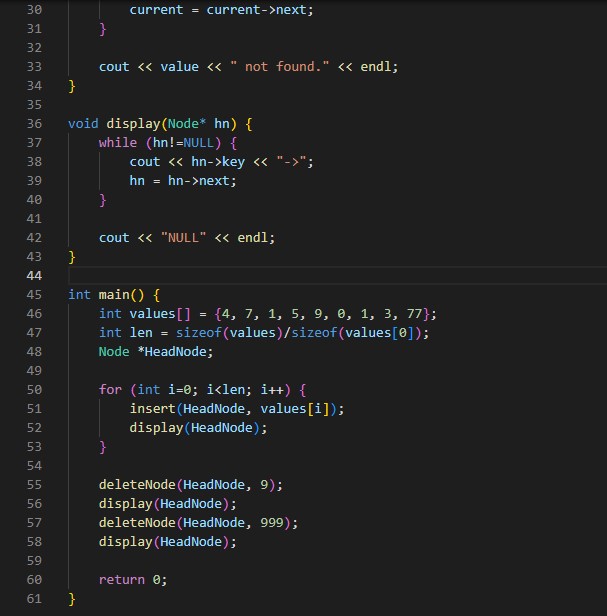 30 current = current->next;
31 }
32
33 cout << value << " not found." << endl;
34 }
35
36 void display(Node* hn) {
37 while (hn!=NULL) {
38 cout << hn->key << "->";
39 hn = hn->next;
40 }
41
42 cout << "NULL" << endl;
43 }
44
45 int main() {
46 int values[] = {4, 7, 1, 5, 9, 0, 1, 3, 77};
47 int len = sizeof(values)/sizeof(values[0]);
48 Node *HeadNode;
49
50 for (int i=0; i<len; i++) {
51 insert(HeadNode, values[i]);
52 display(HeadNode);
53 }
54
55 deleteNode(HeadNode, 9);
56 display(HeadNode);
57 deleteNode(HeadNode, 999);
58 display(HeadNode);
59
60 return 0;
61 }